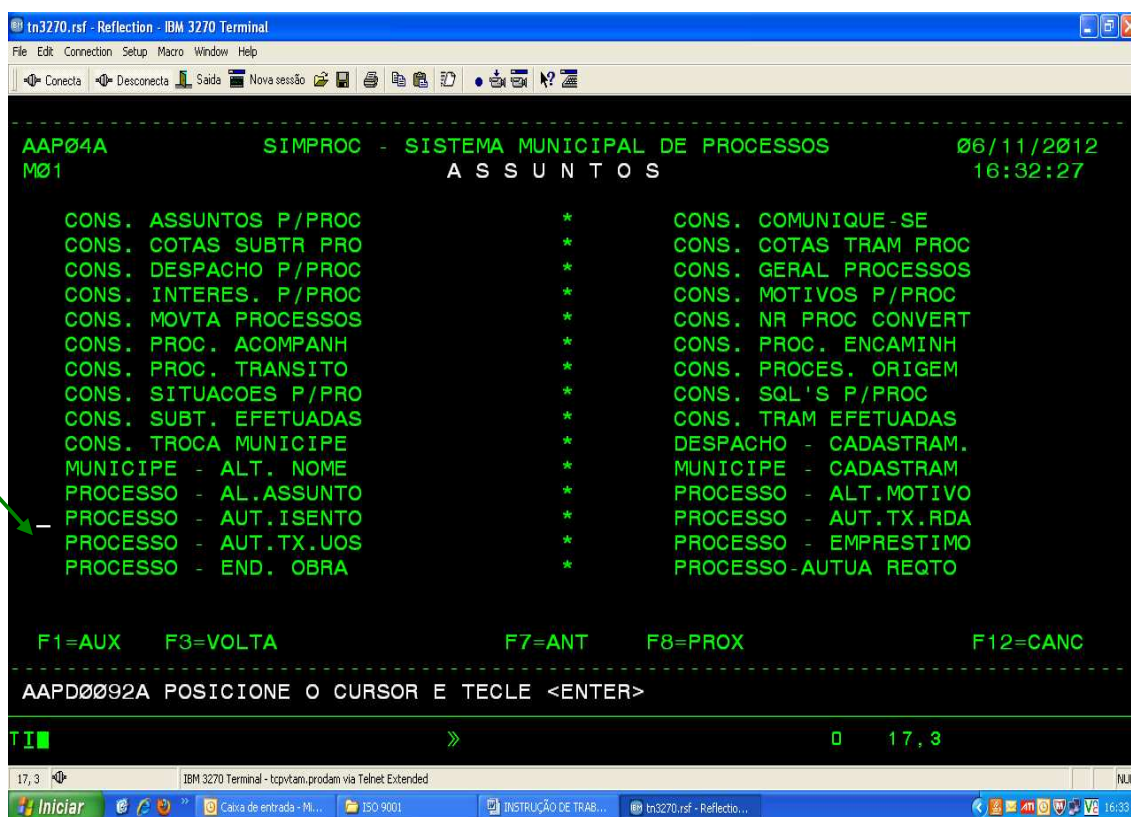 tn3270.rsf - Reflection - IBM 3270 Terminal
File Edit Connection Setup Macro Window Help
Conecta Desconecta Saida Nova sessão
AAPØ4A SIMPROC - SISTEMA MUNICIPAL DE PROCESSOS Ø6/11/2Ø12
MØ1 A S S U N T O S 16:32:27
CONS. ASSUNTOS P/PROC * CONS. COMUNIQUE-SE
CONS. COTAS SUBTR PRO * CONS. COTAS TRAM PROC
CONS. DESPACHO P/PROC * CONS. GERAL PROCESSOS
CONS. INTERES. P/PROC * CONS. MOTIVOS P/PROC
CONS. MOVTA PROCESSOS * CONS. NR PROC CONVERT
CONS. PROC. ACOMPANH * CONS. PROC. ENCAMINH
CONS. PROC. TRANSITO * CONS. PROCES. ORIGEM
CONS. SITUACOES P/PRO * CONS. SQL'S P/PROC
CONS. SUBT. EFETUADAS * CONS. TRAM EFETUADAS
CONS. TROCA MUNICIPE * DESPACHO - CADASTRAM.
MUNICIPE - ALT. NOME * MUNICIPE - CADASTRAM
PROCESSO - AL.ASSUNTO * PROCESSO - ALT.MOTIVO
_ PROCESSO - AUT.ISENTO * PROCESSO - AUT.TX.RDA
PROCESSO - AUT.TX.UOS * PROCESSO - EMPRESTIMO
PROCESSO - END. OBRA * PROCESSO-AUTUA REQTO
F1=AUX F3=VOLTA F7=ANT F8=PROX F12=CANC
AAPDØØ92A POSICIONE O CURSOR E TECLE <ENTER>
TI » 17,3
17, 3 IBM 3270 Terminal - tcpvtam.prodam via Telnet Extended
Iniciar » Caixa de entrada - Mi... ISO 9001 INSTRUÇÃO DE TRAB... tn3270.rsf - Reflectio... 16:33